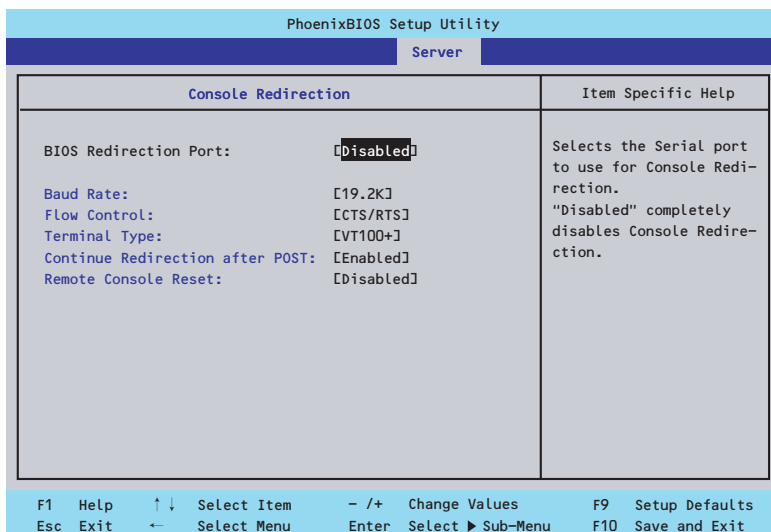 PhoenixBIOS Setup Utility
Server
Console Redirection
Item Specific Help
BIOS Redirection Port: [Disabled]
Baud Rate: [19.2K]
Flow Control: [CTS/RTS]
Terminal Type: [VT100+]
Continue Redirection after POST: [Enabled]
Remote Console Reset: [Disabled]
Selects the Serial port
to use for Console Redi-
rection.
"Disabled" completely
disables Console Redire-
ction.
F1 Help ↑↓ Select Item - /+ Change Values F9 Setup Defaults
Esc Exit ← Select Menu Enter Select ▶ Sub-Menu F10 Save and Exit